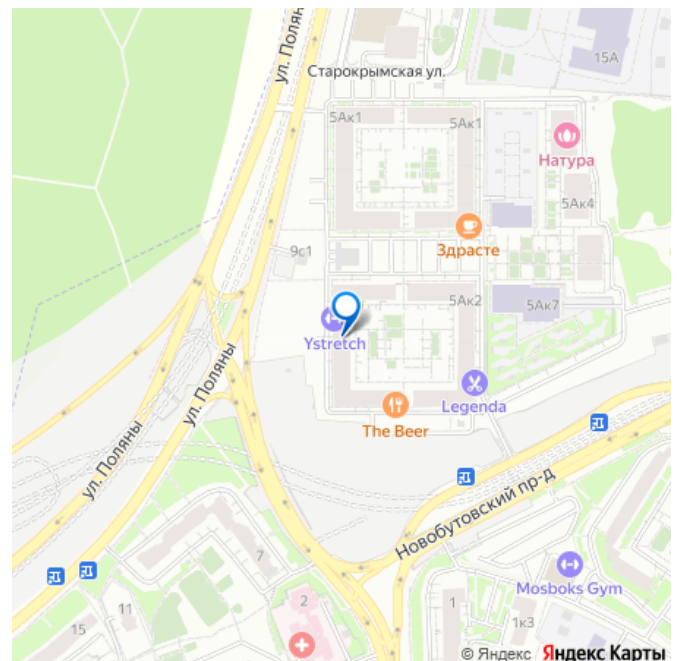 ул. Поляны
15А
Старокрымская ул.
5Ак1
5Ак1
Натура
5Ак4
Здрасте
9с1
5Ак2
5Ак7
Ystretch
ул. Поляны
Legenda
The Beer
ул. Поляны
Новобутовский пр-д
7
Mosboks Gym
11
2
1
15
1к3
© Яндекс Яндекс Карты